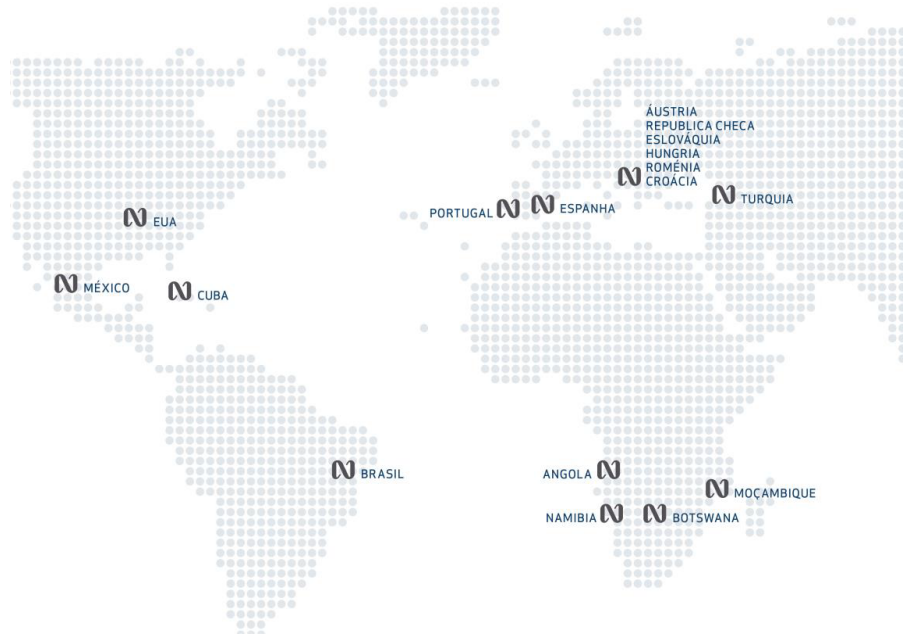 ÁUSTRIA
REPUBLICA CHECA
ESLOVÁQUIA
HUNGRIA
ROMÉNIA
CROÁCIA
TURQUIA
PORTUGAL
ESPANHA
EUA
MÉXICO
CUBA
BRASIL
ANGOLA
MOÇAMBIQUE
NAMIBIA
BOTSWANA